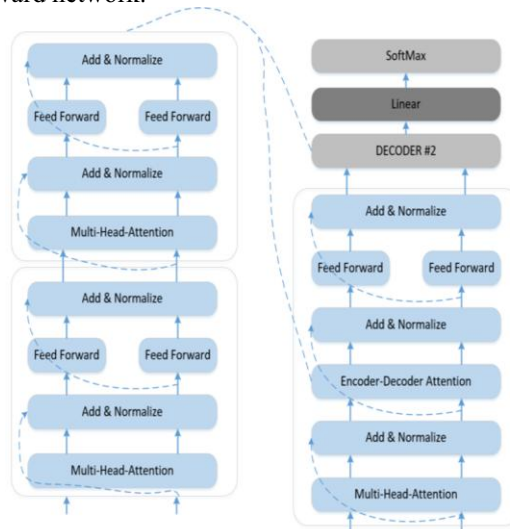 ward network.
Add & Normalize
Feed Forward Feed Forward
Add & Normalize
Multi-Head-Attention
Add & Normalize
Feed Forward Feed Forward
Add & Normalize
Multi-Head-Attention
SoftMax
Linear
DECODER #2
Add & Normalize
Feed Forward Feed Forward
Add & Normalize
Encoder-Decoder Attention
Add & Normalize
Multi-Head-Attention